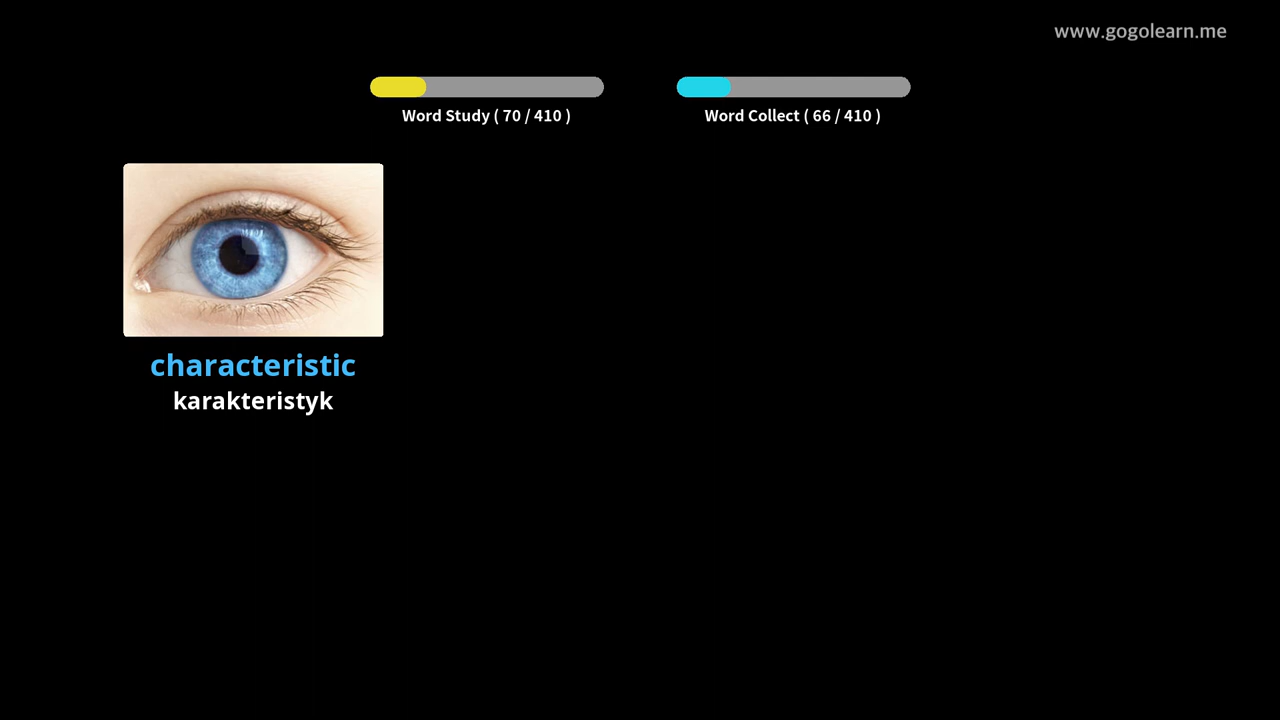 www.gogolearn.me
Word Study ( 70 / 410 )
Word Collect ( 66 / 410 )
characteristic
karakteristyk